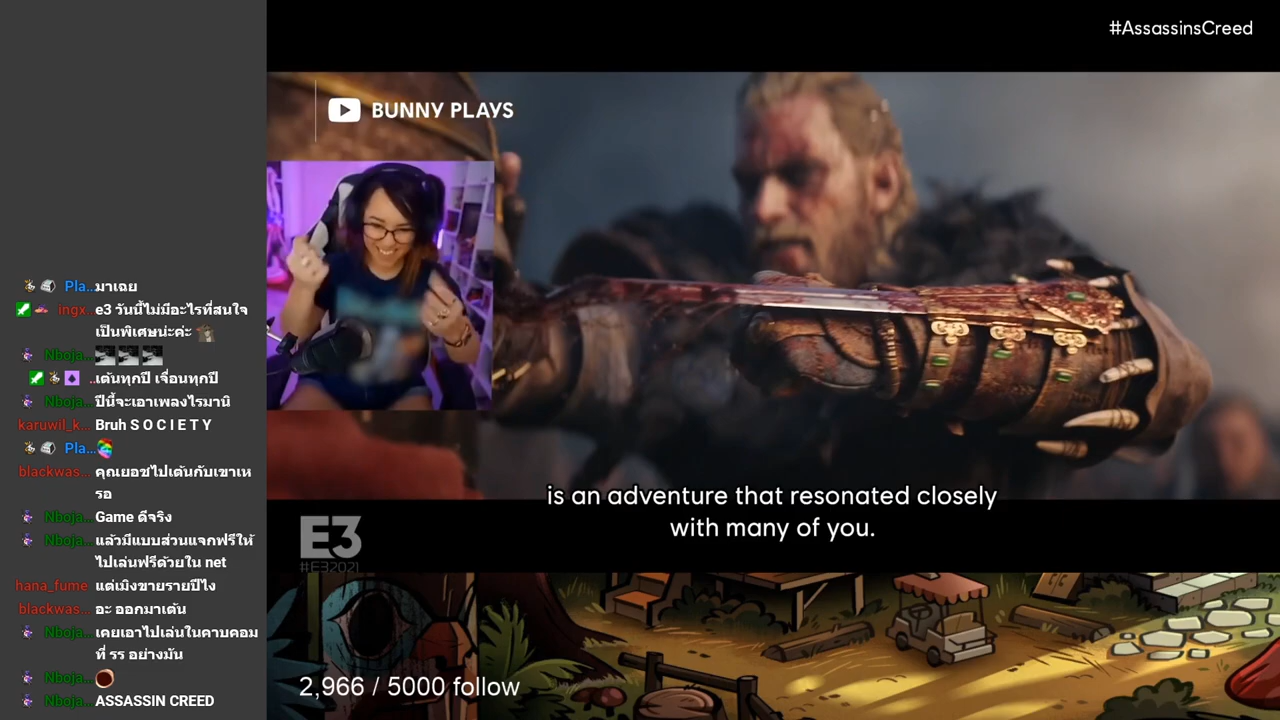 #AssassinsCreed
BUNNY PLAYS
Pla.. มาเฉย
ingx.. e3 วันนี้ไม่มีอะไรที่สนใจ
เป็นพิเศษน่ะค่ะ
Nboja...
..เต้นทุกปี เจื่อนทุกปี
Nboja... ปีนี้จะเอาเพลงไรมานิ
karuwil_k... Bruh S O C I E T Y
Pla...
blackwas... คุณยอชไปเต้นกับเขาเห
รอ
Nboja... Game ดีจริง
Nboja... แล้วมีแบบส่วนแจกฟรีให้
ไปเล่นฟรีด้วยใน net
hana_fume แต่เมิงขายรายปีไง
blackwas... อะ ออกมาเต้น
Nboja... เคยเอาไปเล่นในคาบคอม
ที่ รร อย่างมัน
Nboja...
Nboja... ASSASSIN CREED
is an adventure that resonated closely
with many of you.
E3
#E32021
2,966 / 5000 follow